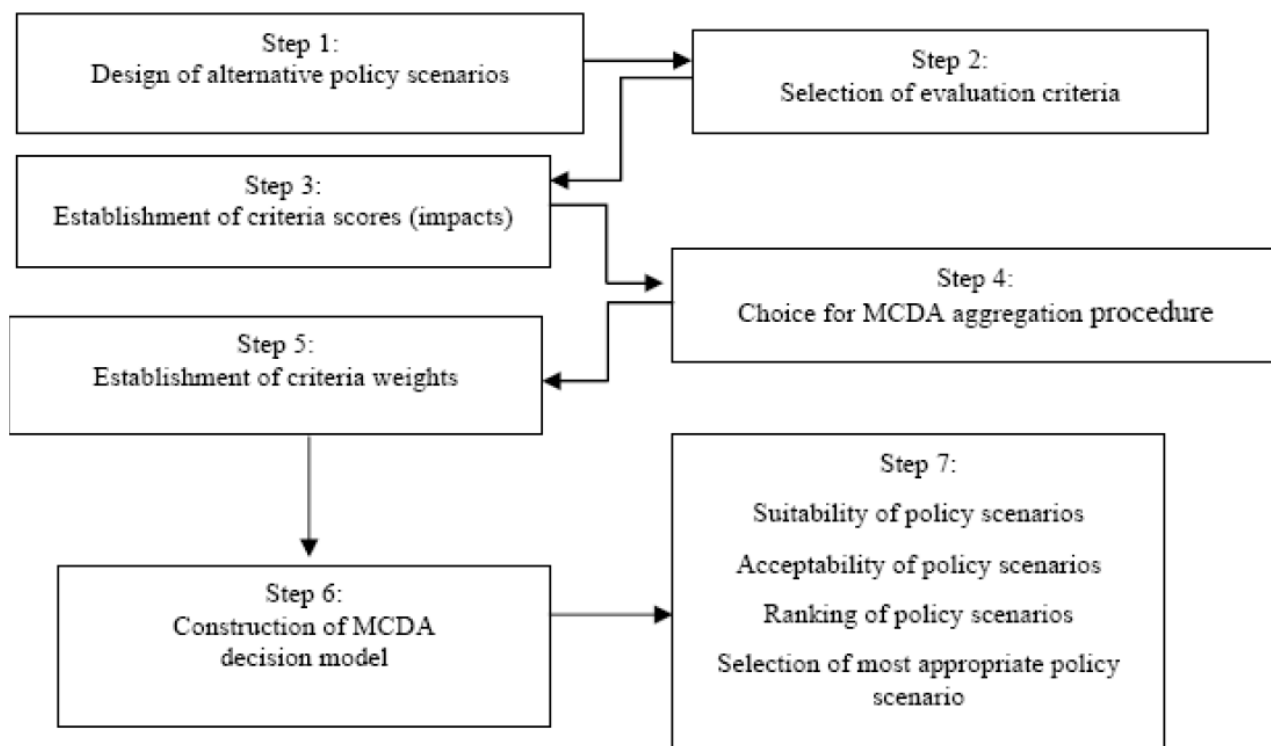 Step 1:
Design of alternative policy scenarios
Step 2:
Selection of evaluation criteria
Step 3:
Establishment of criteria scores (impacts)
Step 4:
Choice for MCDA aggregation procedure
Step 5:
Establishment of criteria weights
Step 6:
Construction of MCDA
decision model
Step 7:
Suitability of policy scenarios
Acceptability of policy scenarios
Ranking of policy scenarios
Selection of most appropriate policy
scenario